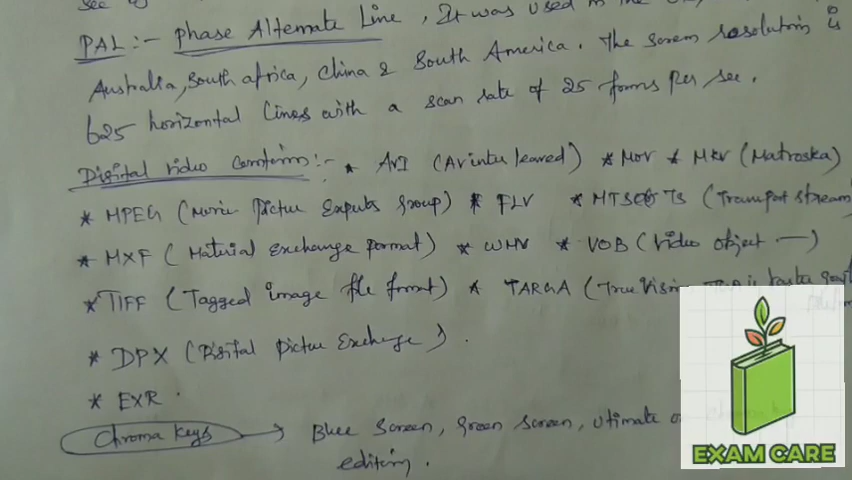 PAL :- Phase Alternate Line, It was used in the
Australia, South africa, China & South America. The screen resolution is
625 horizontal lines with a scan rate of 25 forms per sec.
Digital video :- * AVI (AV interleaved) * MOV * MKV (Matroska)
* MPEG (Movie Picture Experts Group) * FLV * MTS TS (Transport stream)
* MXF ( Material Exchange format) * WMV * VOB (Video object —)
* TIFF (Tagged image file format) * TARGA (True Vision
* DPX (Digital Picture Exchange ) .
* EXR .
Chroma keys → Blue Screen, green screen, Utimate
editing .
EXAM CARE